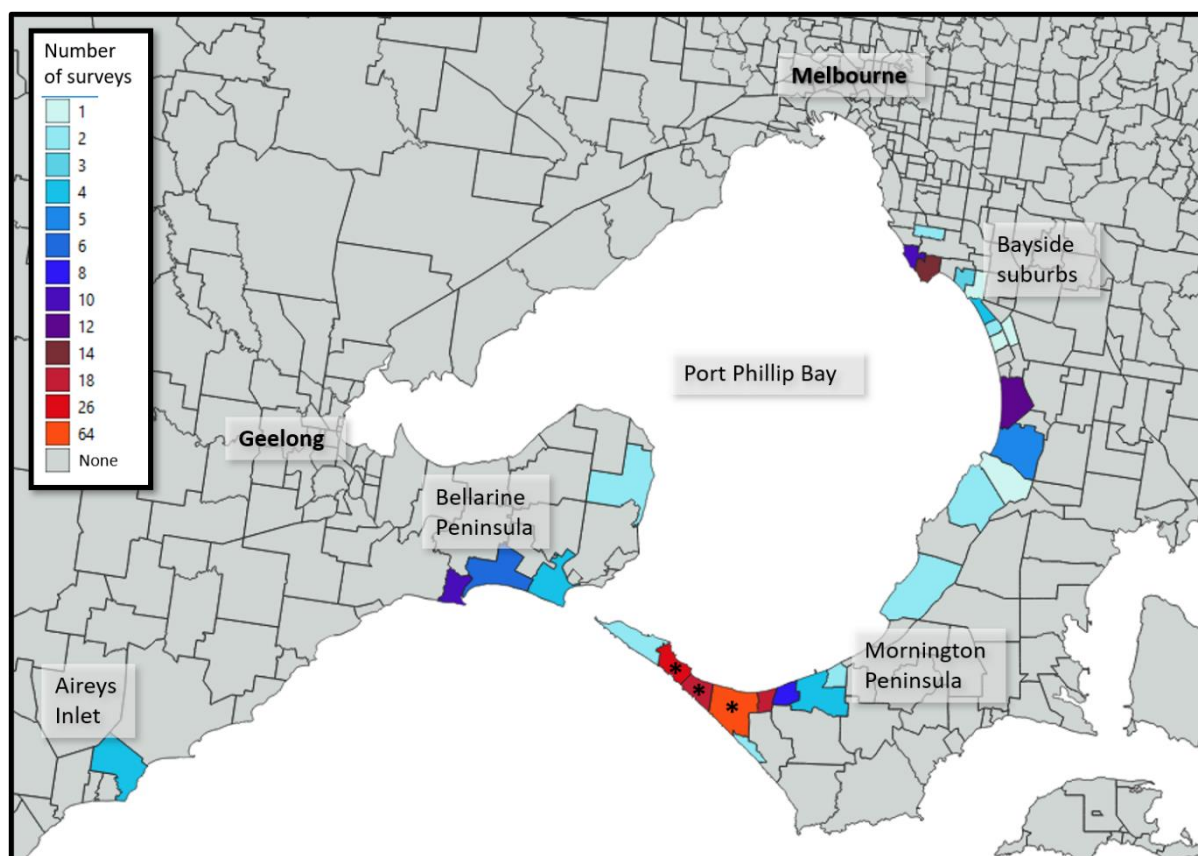 Number
of surveys
1
2
3
4
5
6
8
10
12
14
18
26
64
None
Melbourne
Bayside
suburbs
Port Phillip Bay
Geelong
Bellarine
Peninsula
Mornington
Peninsula
Aireys
Inlet
*
*
*